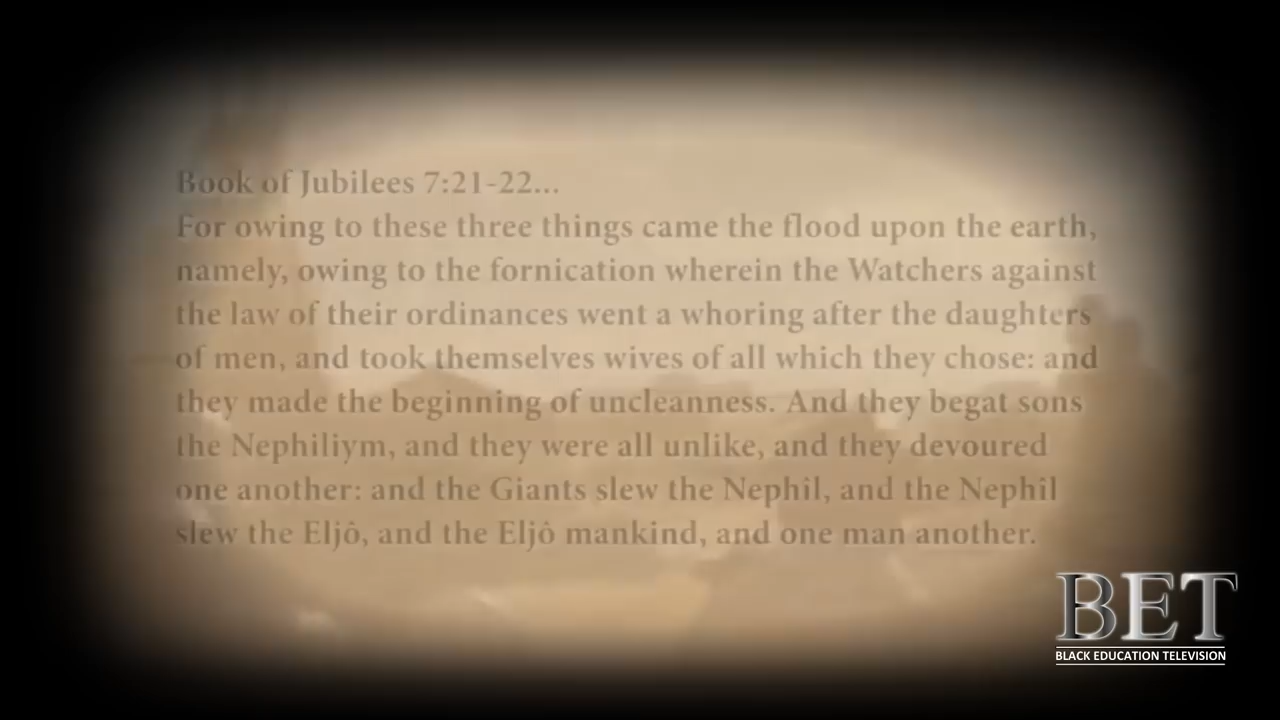 Book of Jubilees 7:21-22...
For owing to these three things came the flood upon the earth,
namely, owing to the fornication wherein the Watchers against
the law of their ordinances went a whoring after the daughters
of men, and took themselves wives of all which they chose: and
they made the beginning of uncleanness. And they begat sons
the Nephiliym, and they were all unlike, and they devoured
one another: and the Giants slew the Nephîl, and the Nephîl
slew the Eljô, and the Eljô mankind, and one man another.
BET
BLACK EDUCATION TELEVISION